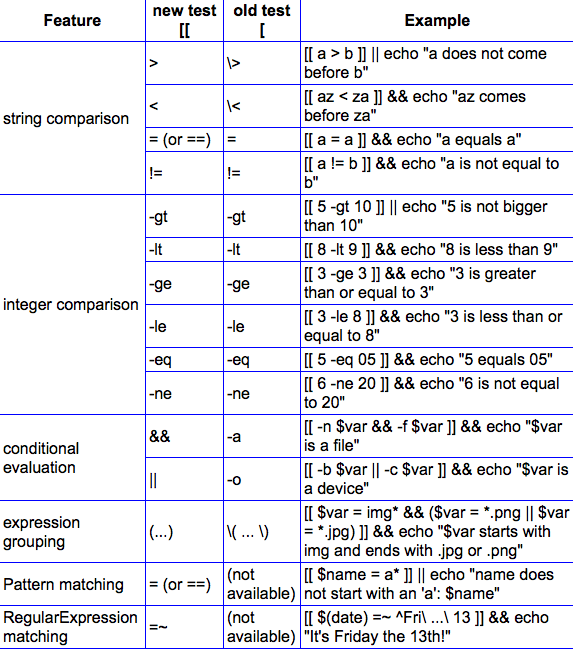 Feature
new test
[[
old test
[
Example
string comparison
>
\>
[[ a > b ]] || echo "a does not come
before b"
<
\<
[[ az < za ]] && echo "az comes
before za"
= (or ==)
=
[[ a = a ]] && echo "a equals a"
!=
!=
[[ a != b ]] && echo "a is not equal to
b"
integer comparison
-gt
-gt
[[ 5 -gt 10 ]] || echo "5 is not bigger
than 10"
-lt
-lt
[[ 8 -lt 9 ]] && echo "8 is less than 9"
-ge
-ge
[[ 3 -ge 3 ]] && echo "3 is greater
than or equal to 3"
-le
-le
[[ 3 -le 8 ]] && echo "3 is less than or
equal to 8"
-eq
-eq
[[ 5 -eq 05 ]] && echo "5 equals 05"
-ne
-ne
[[ 6 -ne 20 ]] && echo "6 is not equal
to 20"
conditional
evaluation
&&
-a
[[ -n $var && -f $var ]] && echo "$var
is a file"
||
-o
[[ -b $var || -c $var ]] && echo "$var is
a device"
expression
grouping
(...)
\( ... \)
[[ $var = img* && ($var = *.png || $var
= *.jpg) ]] && echo "$var starts with
img and ends with .jpg or .png"
Pattern matching
= (or ==)
(not
available)
[[ $name = a* ]] || echo "name does
not start with an 'a': $name"
RegularExpression
matching
=~
(not
available)
[[ $(date) =~ ^Fri\ ...\ 13 ]] && echo
"It's Friday the 13th!"